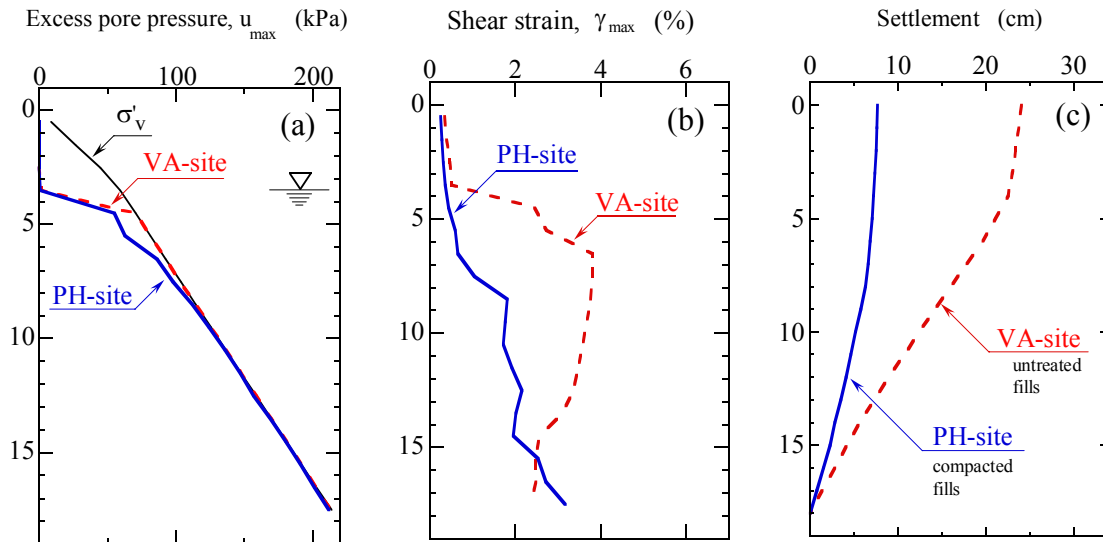 Excess pore pressure, u max (kPa)
0 100 200
0
5
10
15
(a)
σ'v
VA-site
PH-site
Shear strain, γmax (%)
0 2 4 6
0
5
10
15
(b)
PH-site
VA-site
Settlement (cm)
0 10 20 30
0
5
10
15
(c)
VA-site
untreated
fills
PH-site
compacted
fills